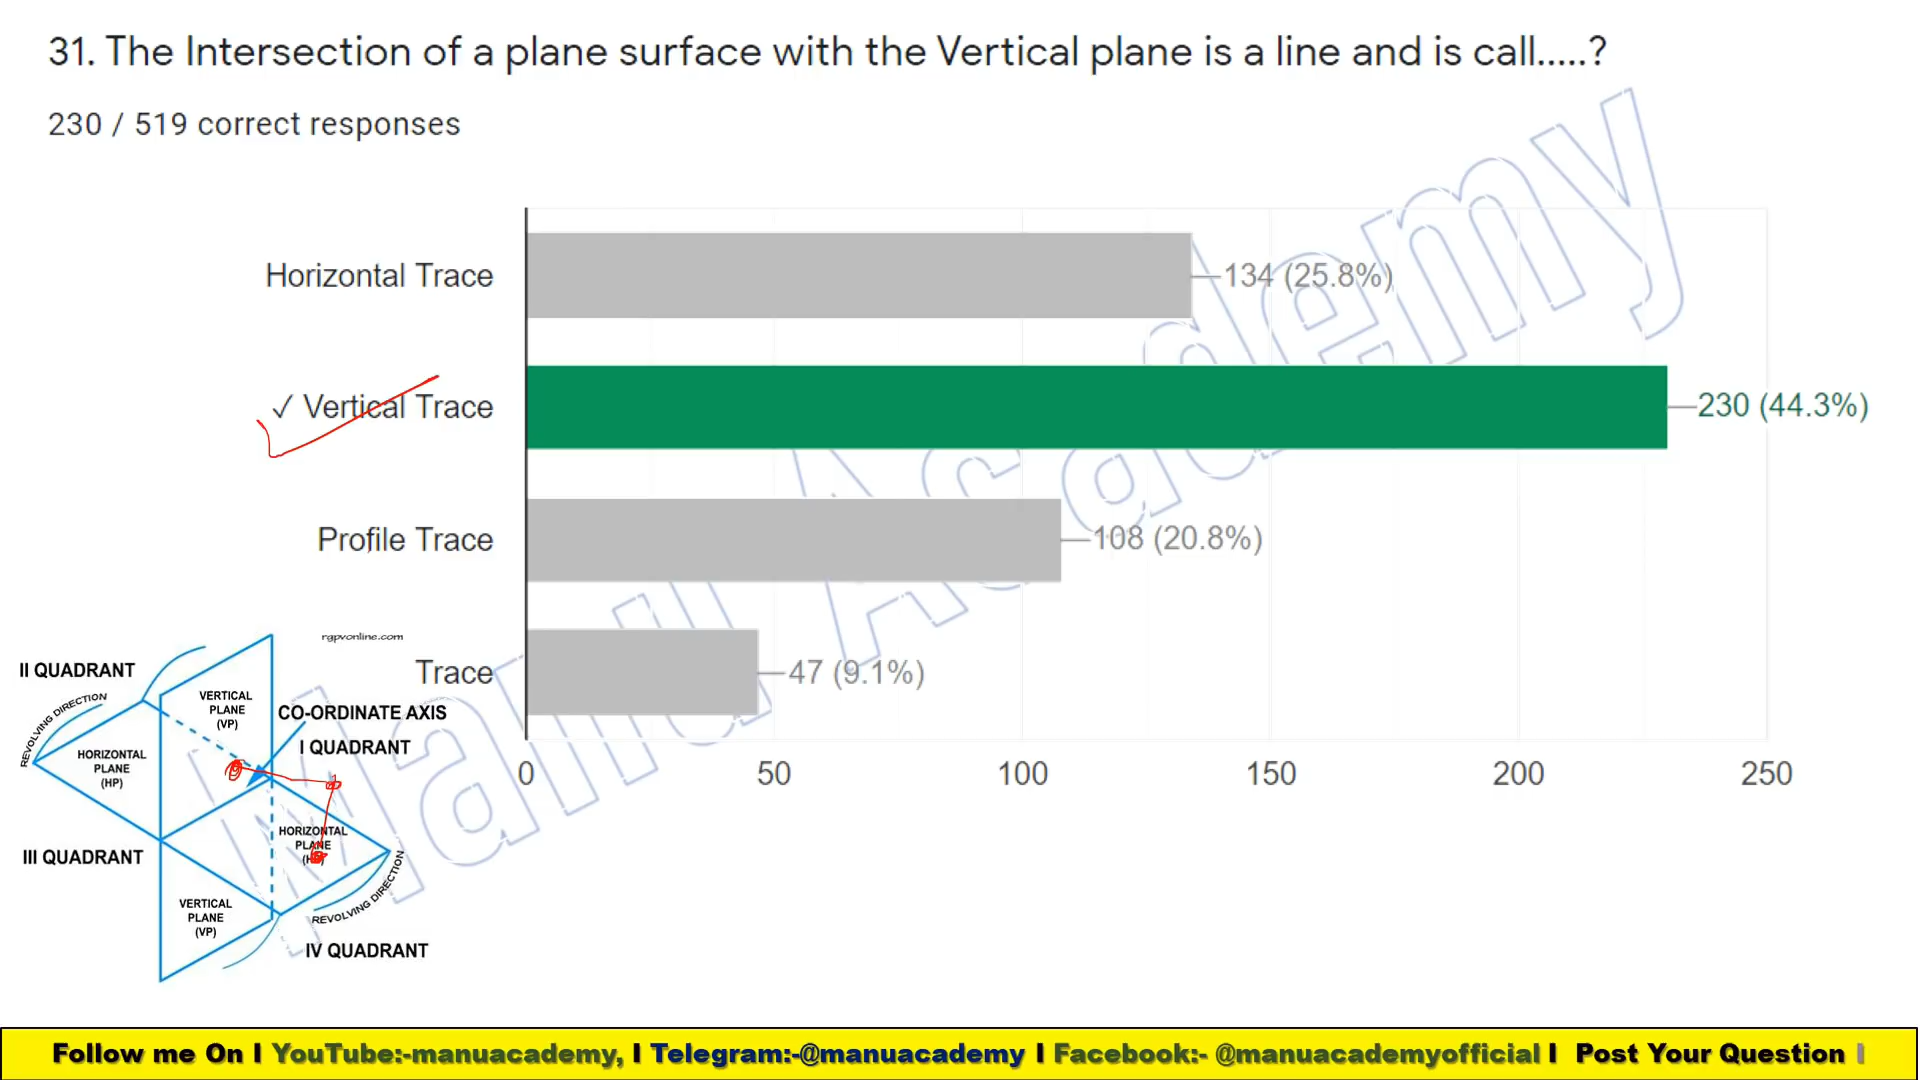 31. The Intersection of a plane surface with the Vertical plane is a line and is call.....?
230 / 519 correct responses
Horizontal Trace
134 (25.8%)
✓ Vertical Trace
230 (44.3%)
Profile Trace
108 (20.8%)
Trace
47 (9.1%)
0 50 100 150 200 250
Manu Academy
rgpvonline.com
II QUADRANT
REVOLVING DIRECTION
VERTICAL
PLANE
(VP)
CO-ORDINATE AXIS
I QUADRANT
HORIZONTAL
PLANE
(HP)
HORIZONTAL
PLANE
III QUADRANT
REVOLVING DIRECTION
VERTICAL
PLANE
(VP)
IV QUADRANT
Follow me On I YouTube:-manuacademy, I Telegram:-@manuacademy I Facebook:- @manuacademyofficial I Post Your Question I